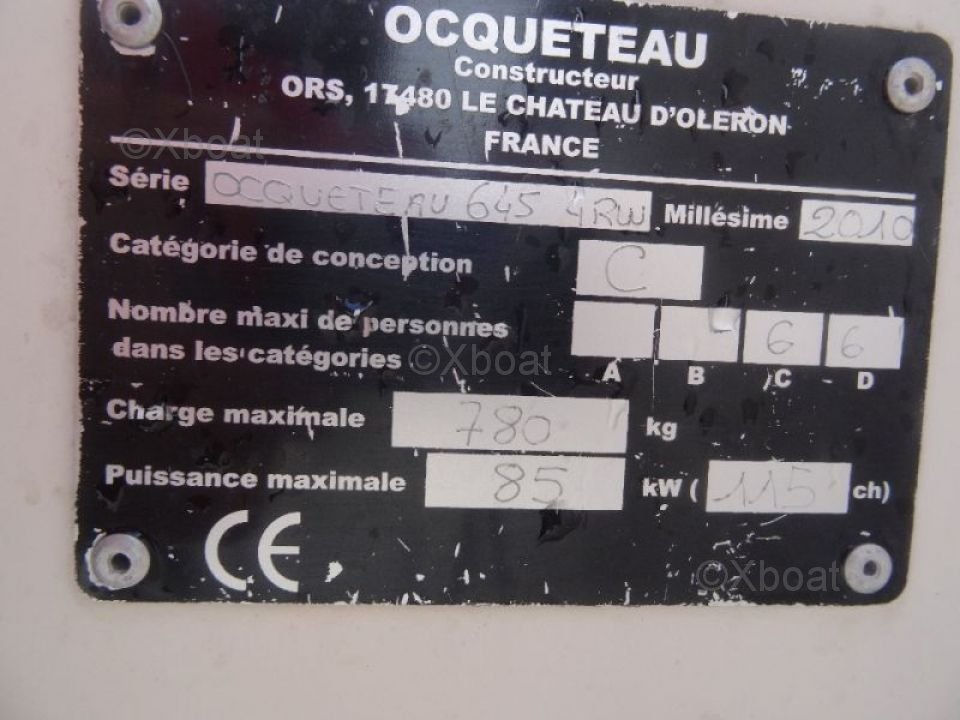 OCQUETEAU
Constructeur
ORS, 17480 LE CHATEAU D'OLERON
FRANCE
©Xboat
Série OCQUETEAU 645 4RW Millésime 2010
Catégorie de conception C
Nombre maxi de personnes 6 6
dans les catégories ©Xboat A B C D
Charge maximale 780 kg
Puissance maximale 85 kW ( 115 ch)
CE
©Xboat